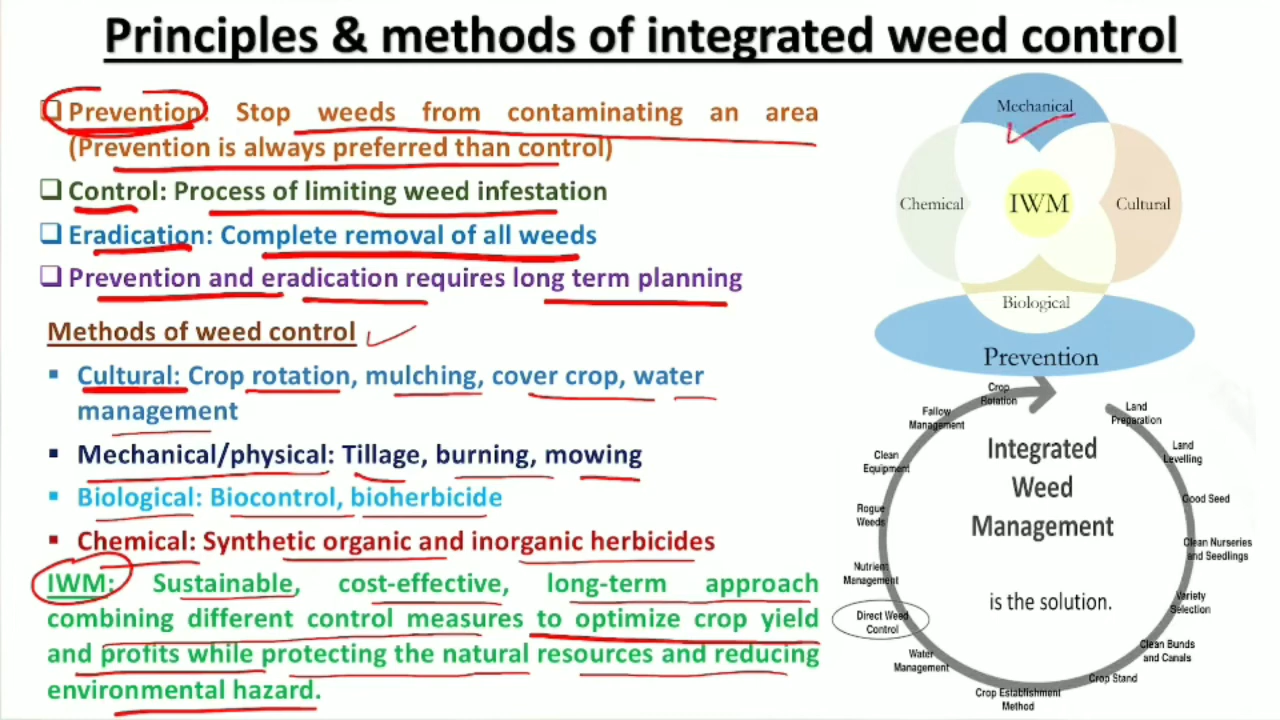 Principles & methods of integrated weed control
❑ Prevention: Stop weeds from contaminating an area
(Prevention is always preferred than control)
❑ Control: Process of limiting weed infestation
❑ Eradication: Complete removal of all weeds
❑ Prevention and eradication requires long term planning
Methods of weed control
▪ Cultural: Crop rotation, mulching, cover crop, water
management
▪ Mechanical/physical: Tillage, burning, mowing
▪ Biological: Biocontrol, bioherbicide
▪ Chemical: Synthetic organic and inorganic herbicides
IWM: Sustainable, cost-effective, long-term approach
combining different control measures to optimize crop yield
and profits while protecting the natural resources and reducing
environmental hazard.
Mechanical
Chemical
IWM
Cultural
Biological
Prevention
Crop
Rotation
Land
Preparation
Land
Levelling
Good Seed
Clean Nurseries
and Seedlings
Variety
Selection
Clean Bunds
and Canals
Crop Stand
Crop Establishment
Method
Water
Management
Direct Weed
Control
Nutrient
Management
Rogue
Weeds
Clean
Equipment
Fallow
Management
Integrated
Weed
Management
is the solution.